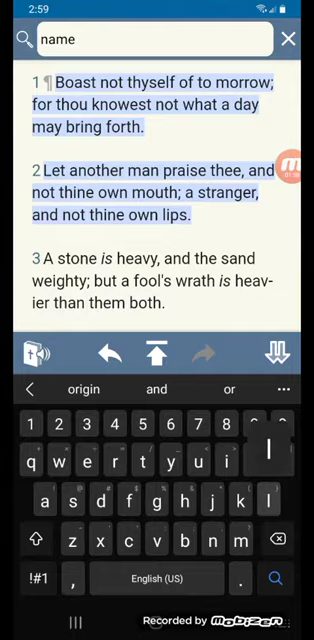 2:59
name
1 ¶ Boast not thyself of to morrow;
for thou knowest not what a day
may bring forth.
2 Let another man praise thee, and
not thine own mouth; a stranger,
and not thine own lips.
3 A stone is heavy, and the sand
weighty; but a fool's wrath is heav-
ier than them both.
origin and or ...
1 2 3 4 5 6 7 8
q w e r t y u i l
a s d f g h j k l
z x c v b n m
!#1 , English (US) .
Recorded by Mobizen